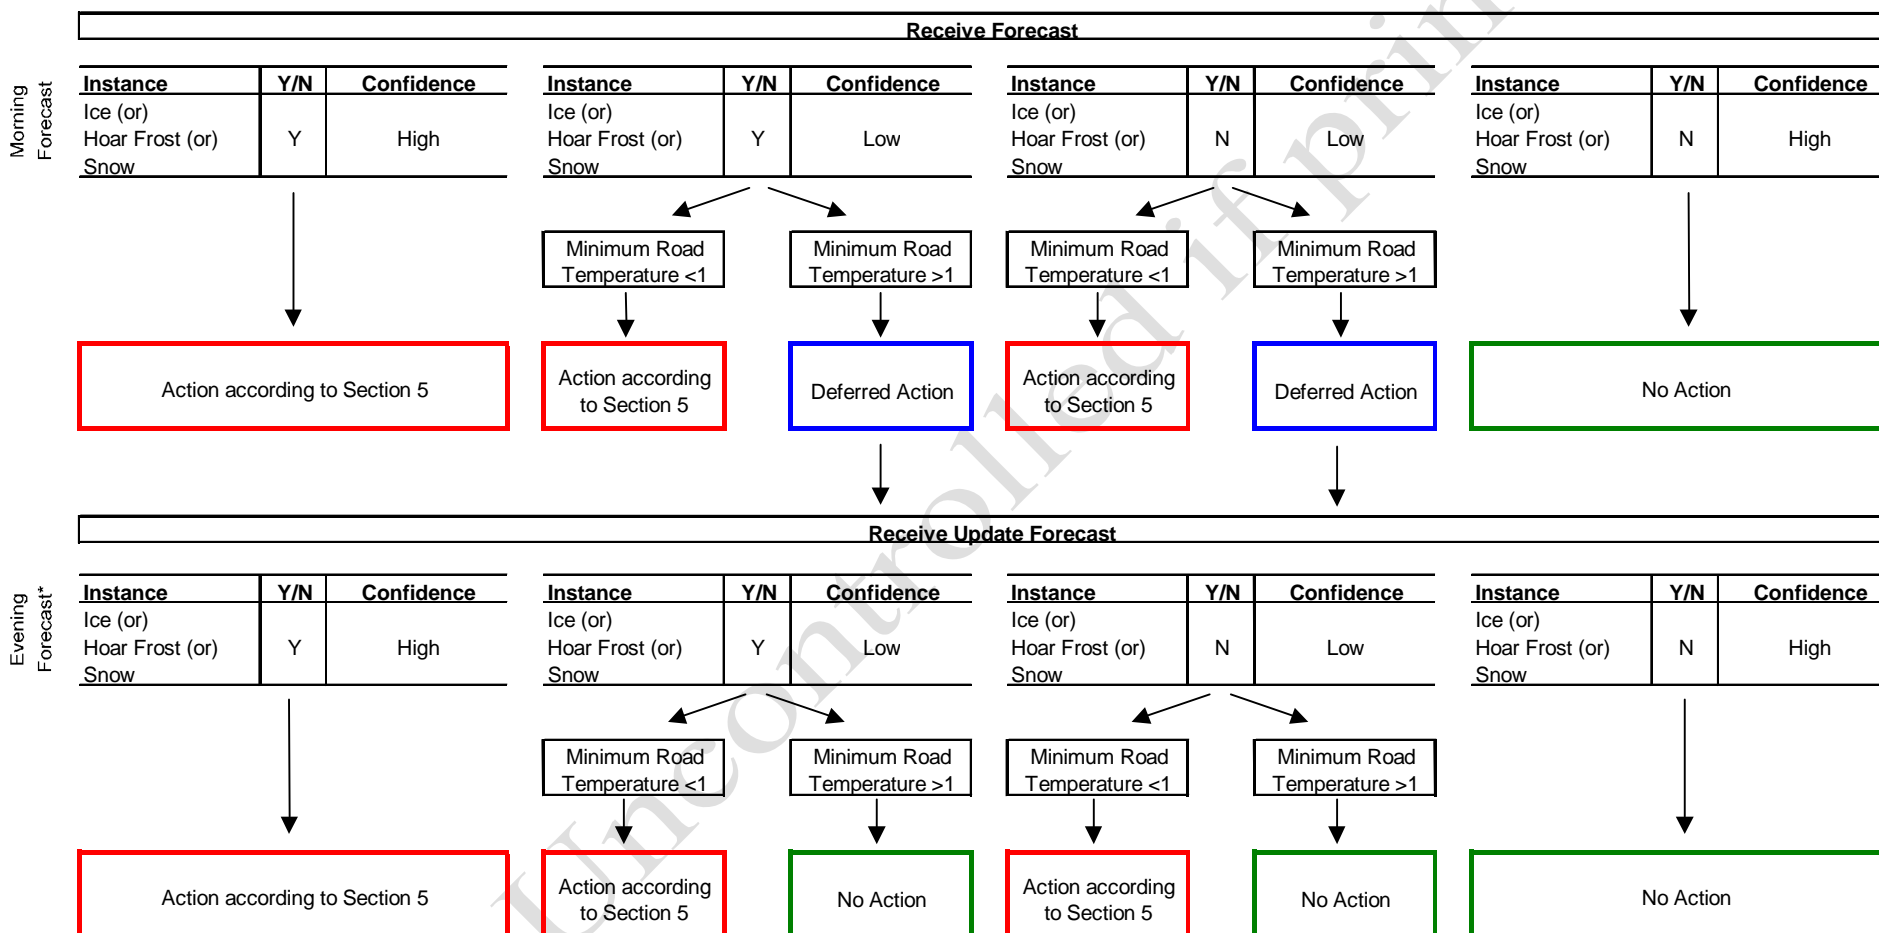 Receive Forecast
Morning
Forecast
Instance Y/N Confidence
Ice (or)
Hoar Frost (or) Y High
Snow
Instance Y/N Confidence
Ice (or)
Hoar Frost (or) Y Low
Snow
Instance Y/N Confidence
Ice (or)
Hoar Frost (or) N Low
Snow
Instance Y/N Confidence
Ice (or)
Hoar Frost (or) N High
Snow
Minimum Road
Temperature <1
Minimum Road
Temperature >1
Minimum Road
Temperature <1
Minimum Road
Temperature >1
Action according to Section 5
Action according
to Section 5
Deferred Action
Action according
to Section 5
Deferred Action
No Action
Receive Update Forecast
Evening
Forecast*
Instance Y/N Confidence
Ice (or)
Hoar Frost (or) Y High
Snow
Instance Y/N Confidence
Ice (or)
Hoar Frost (or) Y Low
Snow
Instance Y/N Confidence
Ice (or)
Hoar Frost (or) N Low
Snow
Instance Y/N Confidence
Ice (or)
Hoar Frost (or) N High
Snow
Minimum Road
Temperature <1
Minimum Road
Temperature >1
Minimum Road
Temperature <1
Minimum Road
Temperature >1
Action according to Section 5
Action according
to Section 5
No Action
Action according
to Section 5
No Action
No Action
Uncontrolled if prin